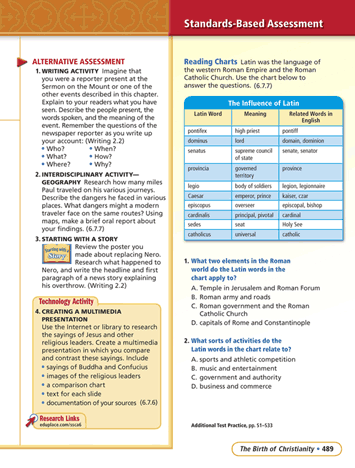 Standards-Based Assessment
ALTERNATIVE ASSESSMENT
1. WRITING ACTIVITY Imagine that
you were a reporter present at the
Sermon on the Mount or one of the
other events described in this chapter.
Explain to your readers what you have
seen. Describe the people present, the
words spoken, and the meaning of the
event. Remember the questions of the
newspaper reporter as you write up
your account: (Writing 2.2)
• Who? • When?
• What? • How?
• Where? • Why?
2. INTERDISCIPLINARY ACTIVITY—
GEOGRAPHY Research how many miles
Paul traveled on his various journeys.
Describe the dangers he faced in various
places. What dangers might a modern
traveler face on the same routes? Using
maps, make a brief oral report about
your findings. (6.7.7)
3. STARTING WITH A STORY
Starting with a Story
Review the poster you
made about replacing Nero.
Research what happened to
Nero, and write the headline and first
paragraph of a news story explaining
his overthrow. (Writing 2.2)
Technology Activity
4. CREATING A MULTIMEDIA
PRESENTATION
Use the Internet or library to research
the sayings of Jesus and other
religious leaders. Create a multimedia
presentation in which you compare
and contrast these sayings. Include
• sayings of Buddha and Confucius
• images of the religious leaders
• a comparison chart
• text for each slide
• documentation of your sources (6.7.6)
Research Links
eduplace.com/ssca6
Reading Charts Latin was the language of
the western Roman Empire and the Roman
Catholic Church. Use the chart below to
answer the questions. (6.7.7)
The Influence of Latin
Latin Word Meaning Related Words in English
pontifex high priest pontiff
dominus lord domain, dominion
senatus supreme council of state senate, senator
provincia governed territory province
legio body of soldiers legion, legionnaire
Caesar emperor, prince kaiser, czar
episcopus overseer episcopal, bishop
cardinalis principal, pivotal cardinal
sedes seat Holy See
catholicus universal catholic
1. What two elements in the Roman
world do the Latin words in the
chart apply to?
A. Temple in Jerusalem and Roman Forum
B. Roman army and roads
C. Roman government and the Roman
Catholic Church
D. capitals of Rome and Constantinople
2. What sorts of activities do the
Latin words in the chart relate to?
A. sports and athletic competition
B. music and entertainment
C. government and authority
D. business and commerce
Additional Test Practice, pp. S1–S33
The Birth of Christianity • 489